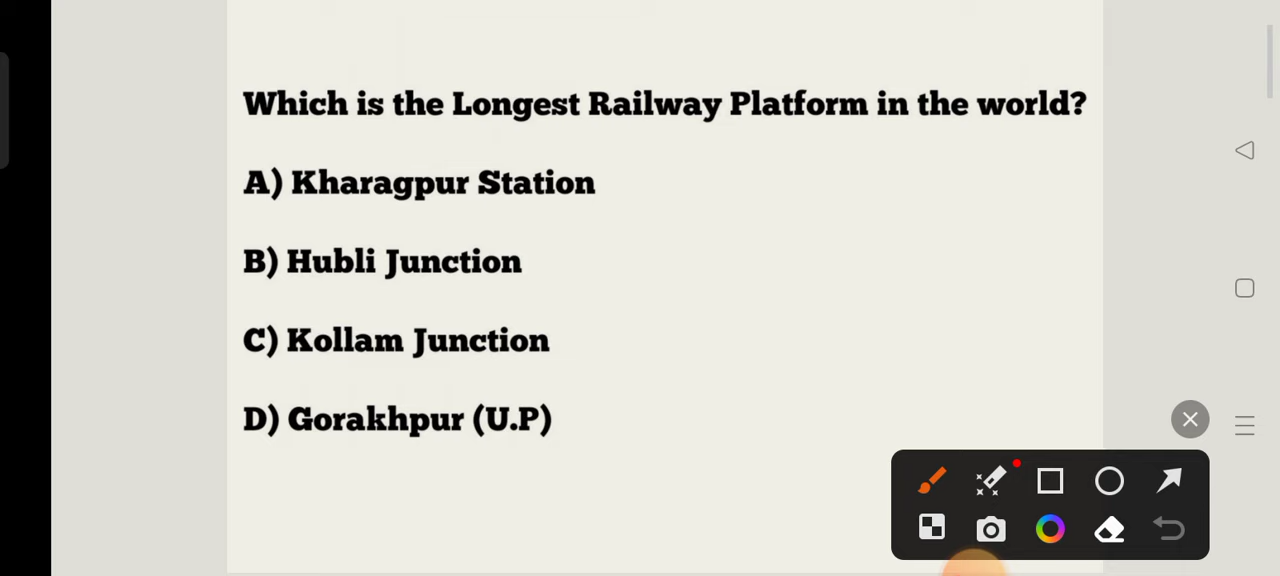 Which is the Longest Railway Platform in the world?
A) Kharagpur Station
B) Hubli Junction
C) Kollam Junction
D) Gorakhpur (U.P)